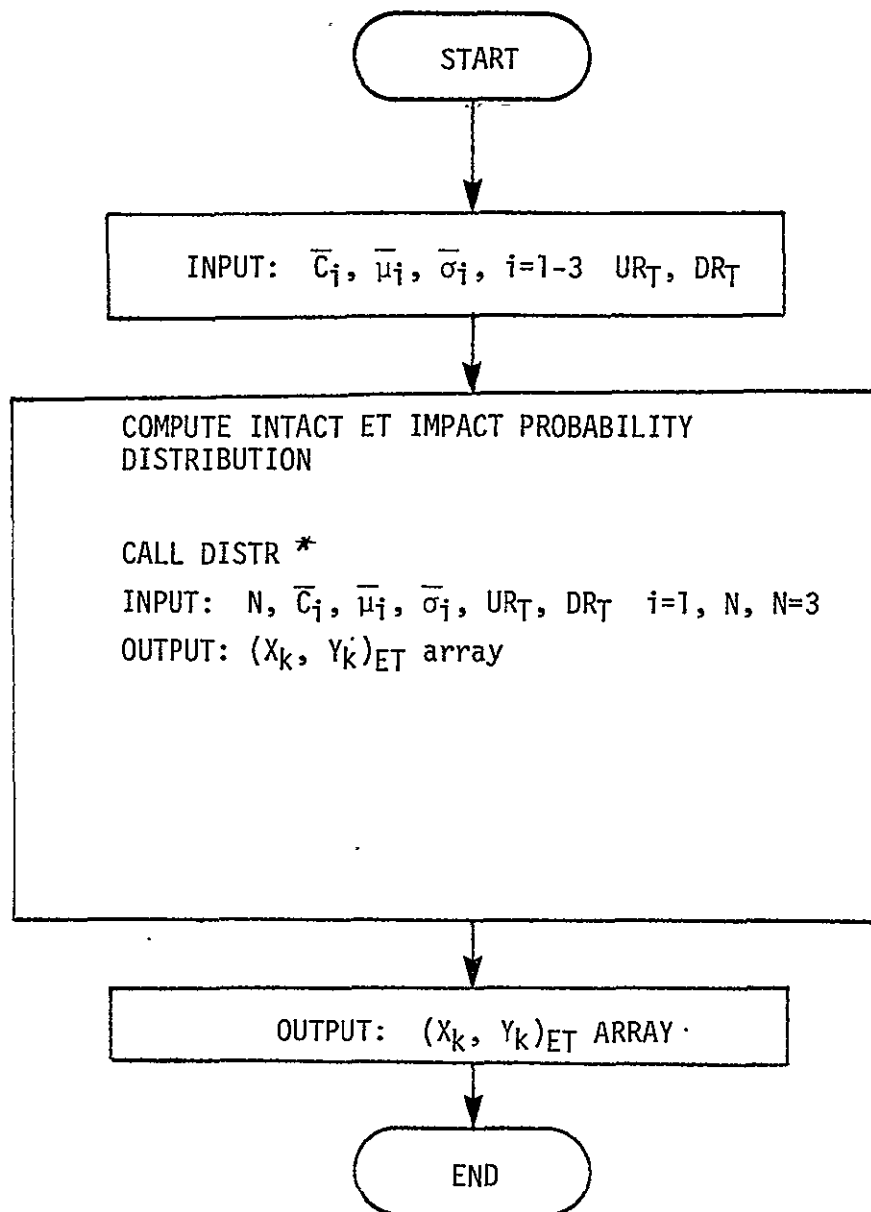 START
INPUT: C̅i, μ̅i, σ̅i, i=1-3 URT, DRT
COMPUTE INTACT ET IMPACT PROBABILITY
DISTRIBUTION
CALL DISTR *
INPUT: N, C̅i, μ̅i, σ̅i, URT, DRT i=1, N, N=3
OUTPUT: (Xk, Yk)ET array
OUTPUT: (Xk, Yk)ET ARRAY
END